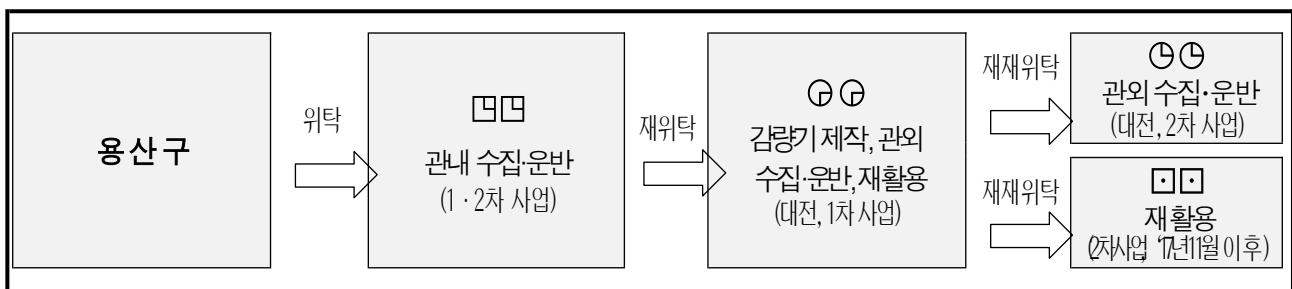 용산구
위탁
◳◳
관내 수집·운반
(1·2차 사업)
재위탁
◶◶
감량기 제작, 관외
수집·운반, 재활용
(대전, 1차 사업)
재재위탁
◷◷
관외 수집·운반
(대전, 2차 사업)
재재위탁
⊡⊡
재활용
(2차사업, '17년11월 이후)